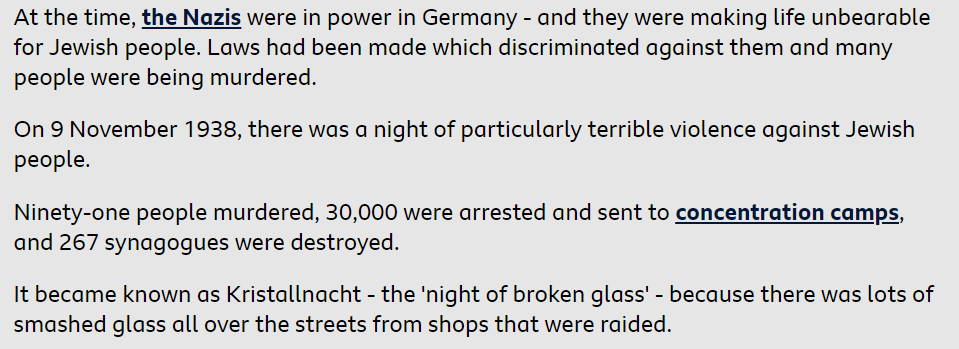 At the time, the Nazis were in power in Germany - and they were making life unbearable
for Jewish people. Laws had been made which discriminated against them and many
people were being murdered.
On 9 November 1938, there was a night of particularly terrible violence against Jewish
people.
Ninety-one people murdered, 30,000 were arrested and sent to concentration camps,
and 267 synagogues were destroyed.
It became known as Kristallnacht - the 'night of broken glass' - because there was lots of
smashed glass all over the streets from shops that were raided.